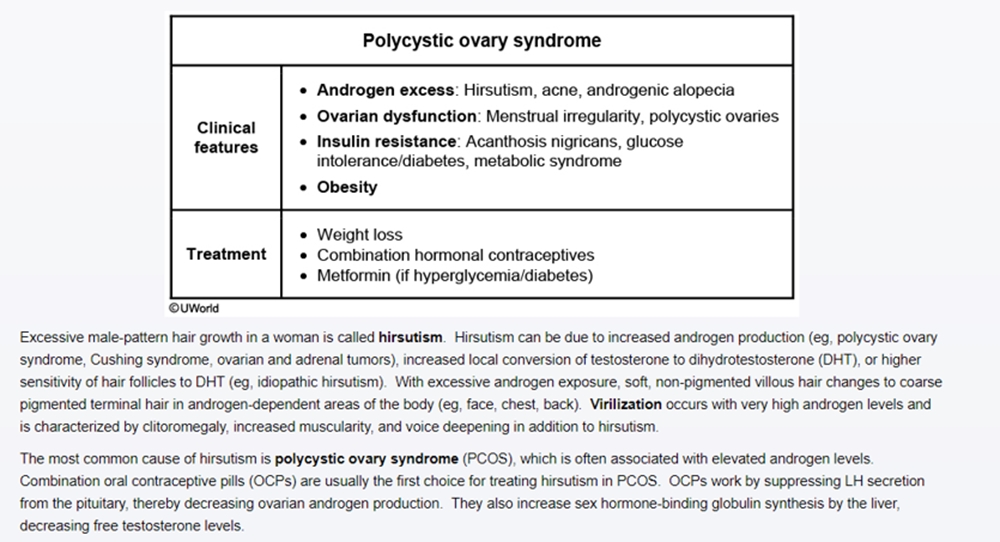 Polycystic ovary syndrome
Clinical features
• Androgen excess: Hirsutism, acne, androgenic alopecia
• Ovarian dysfunction: Menstrual irregularity, polycystic ovaries
• Insulin resistance: Acanthosis nigricans, glucose
intolerance/diabetes, metabolic syndrome
• Obesity
Treatment
• Weight loss
• Combination hormonal contraceptives
• Metformin (if hyperglycemia/diabetes)
©UWorld
Excessive male-pattern hair growth in a woman is called hirsutism. Hirsutism can be due to increased androgen production (eg, polycystic ovary
syndrome, Cushing syndrome, ovarian and adrenal tumors), increased local conversion of testosterone to dihydrotestosterone (DHT), or higher
sensitivity of hair follicles to DHT (eg, idiopathic hirsutism). With excessive androgen exposure, soft, non-pigmented villous hair changes to coarse
pigmented terminal hair in androgen-dependent areas of the body (eg, face, chest, back). Virilization occurs with very high androgen levels and
is characterized by clitoromegaly, increased muscularity, and voice deepening in addition to hirsutism.
The most common cause of hirsutism is polycystic ovary syndrome (PCOS), which is often associated with elevated androgen levels.
Combination oral contraceptive pills (OCPs) are usually the first choice for treating hirsutism in PCOS. OCPs work by suppressing LH secretion
from the pituitary, thereby decreasing ovarian androgen production. They also increase sex hormone-binding globulin synthesis by the liver,
decreasing free testosterone levels.